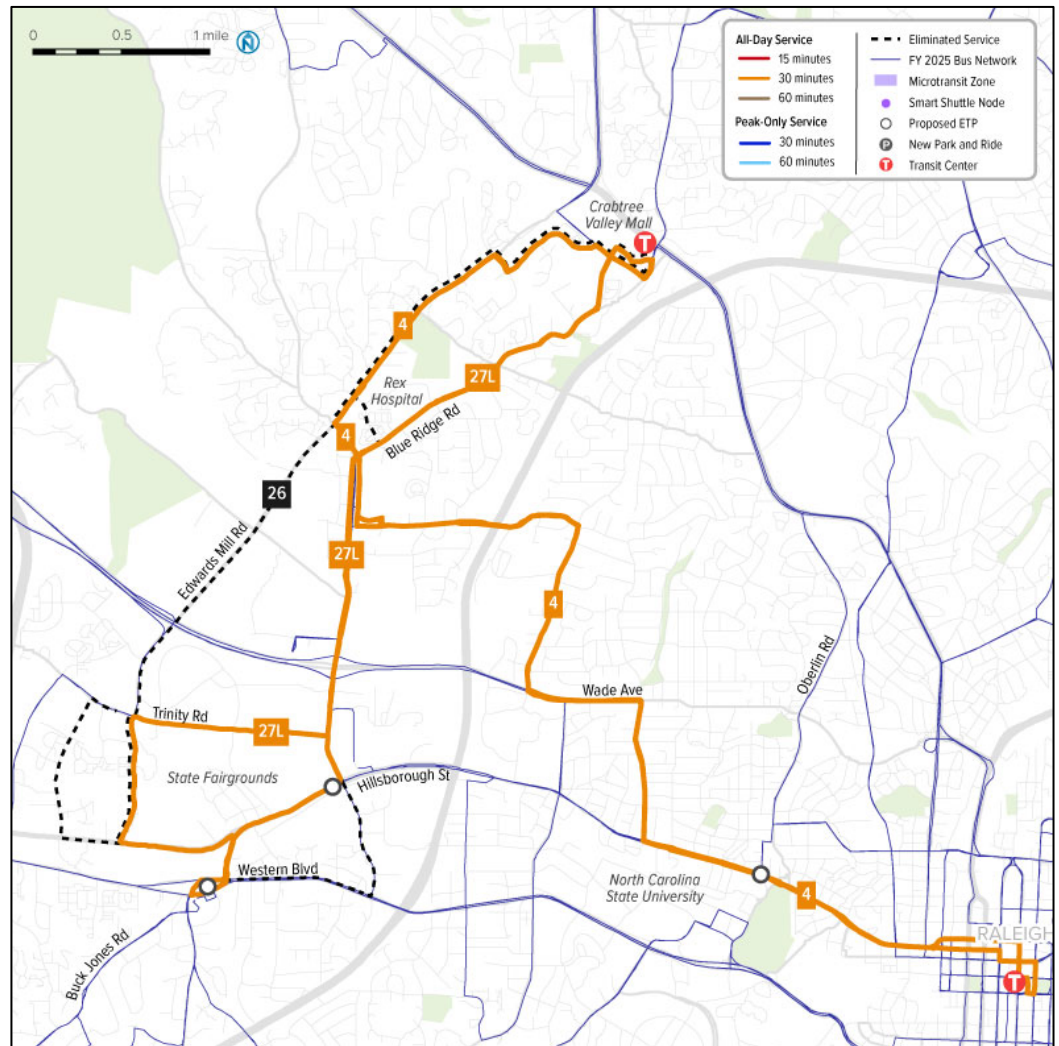 0 0.5 1 mile
N
All-Day Service
15 minutes
30 minutes
60 minutes
Peak-Only Service
30 minutes
60 minutes
Eliminated Service
FY 2025 Bus Network
Microtransit Zone
Smart Shuttle Node
Proposed ETP
P New Park and Ride
T Transit Center
Crabtree
Valley Mall
T
4
27L
Rex
Hospital
4
Blue Ridge Rd
26
Edwards Mill Rd
27L
4
Oberlin Rd
Wade Ave
Trinity Rd
27L
State Fairgrounds
Hillsborough St
Western Blvd
North Carolina
State University
4
Buck Jones Rd
RALEIGH
T